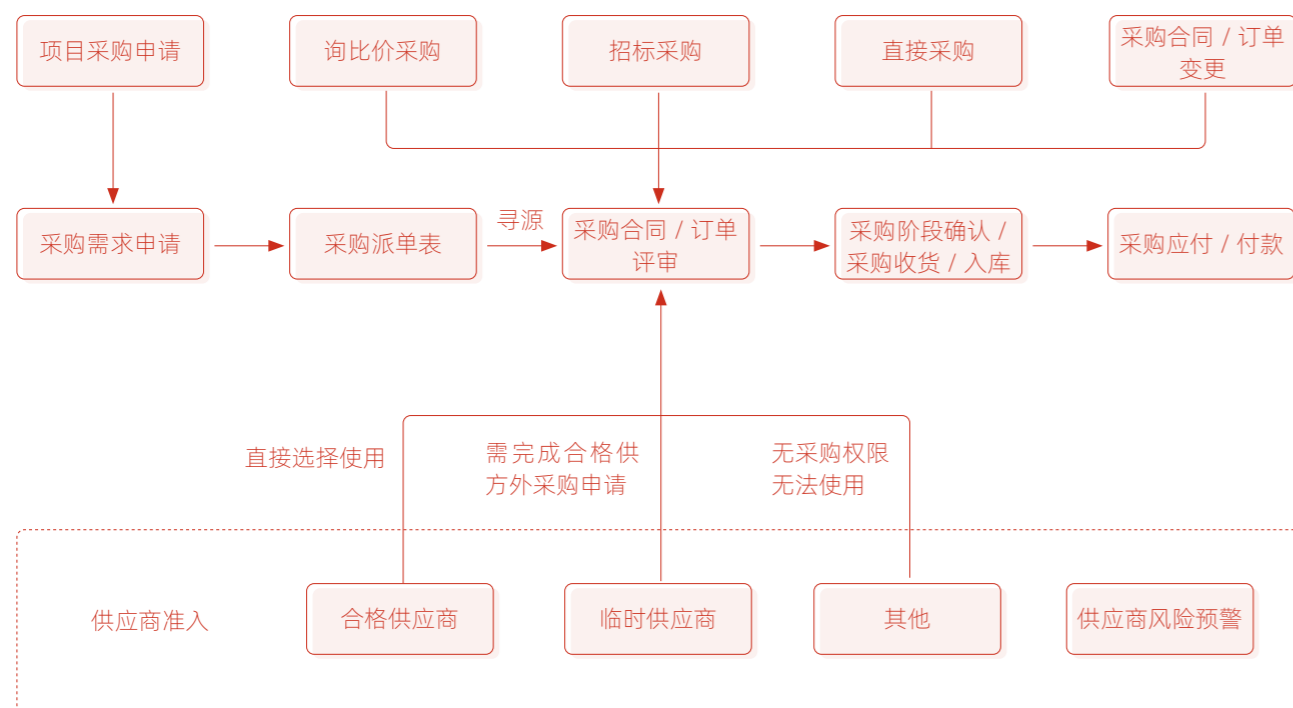 项目采购申请
询比价采购
招标采购
直接采购
采购合同 / 订单
变更
采购需求申请
采购派单表
寻源
采购合同 / 订单
评审
采购阶段确认 /
采购收货 / 入库
采购应付 / 付款
直接选择使用
需完成合格供
方外采购申请
无采购权限
无法使用
供应商准入
合格供应商
临时供应商
其他
供应商风险预警